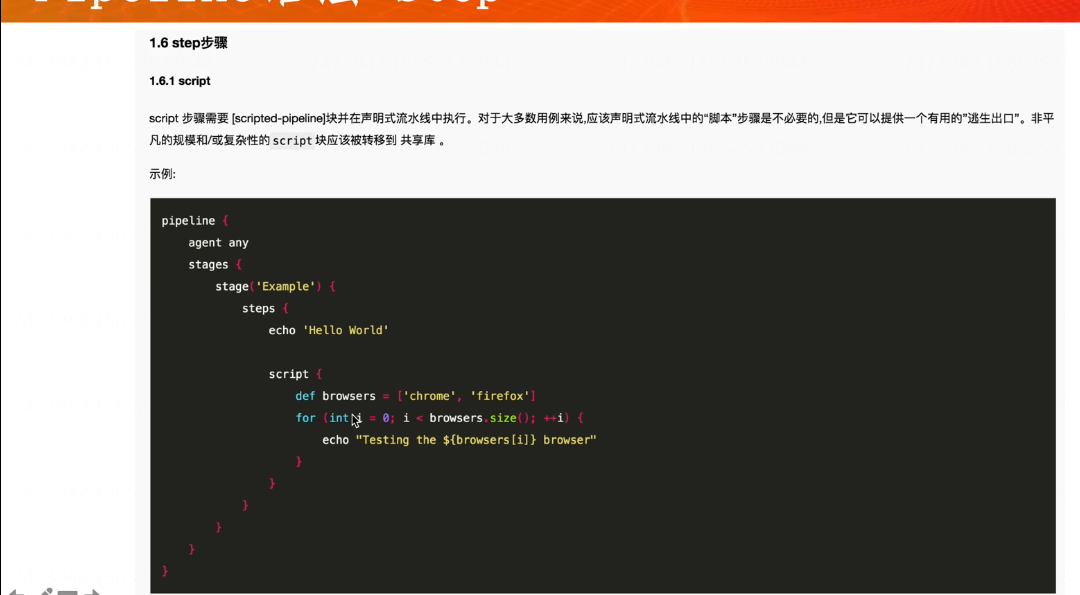 1.6 step步骤
1.6.1 script
script 步骤需要 [scripted-pipeline]块并在声明式流水线中执行。对于大多数用例来说,应该声明式流水线中的“脚本”步骤是不必要的,但是它可以提供一个有用的”逃生出口”。非平
凡的规模和/或复杂性的 script 块应该被转移到 共享库 。
示例:
pipeline {
    agent any
    stages {
        stage('Example') {
            steps {
                echo 'Hello World'
                script {
                    def browsers = ['chrome', 'firefox']
                    for (int i = 0; i < browsers.size(); ++i) {
                        echo "Testing the ${browsers[i]} browser"
                    }
                }
            }
        }
    }
}